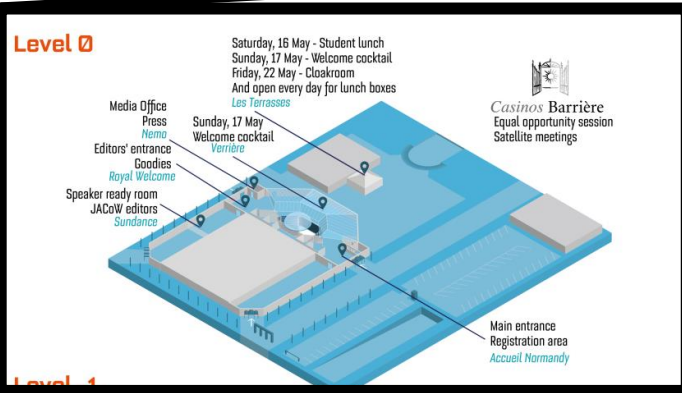 Level 0
Saturday, 16 May - Student lunch
Sunday, 17 May - Welcome cocktail
Friday, 22 May - Cloakroom
And open every day for lunch boxes
Les Terrasses
Casinos Barrière
Equal opportunity session
Satellite meetings
Media Office
Press
Nemo
Sunday, 17 May
Welcome cocktail
Verrière
Editors' entrance
Goodies
Royal Welcome
Speaker ready room
JACoW editors
Sundance
Main entrance
Registration area
Accueil Normandy
Level -1